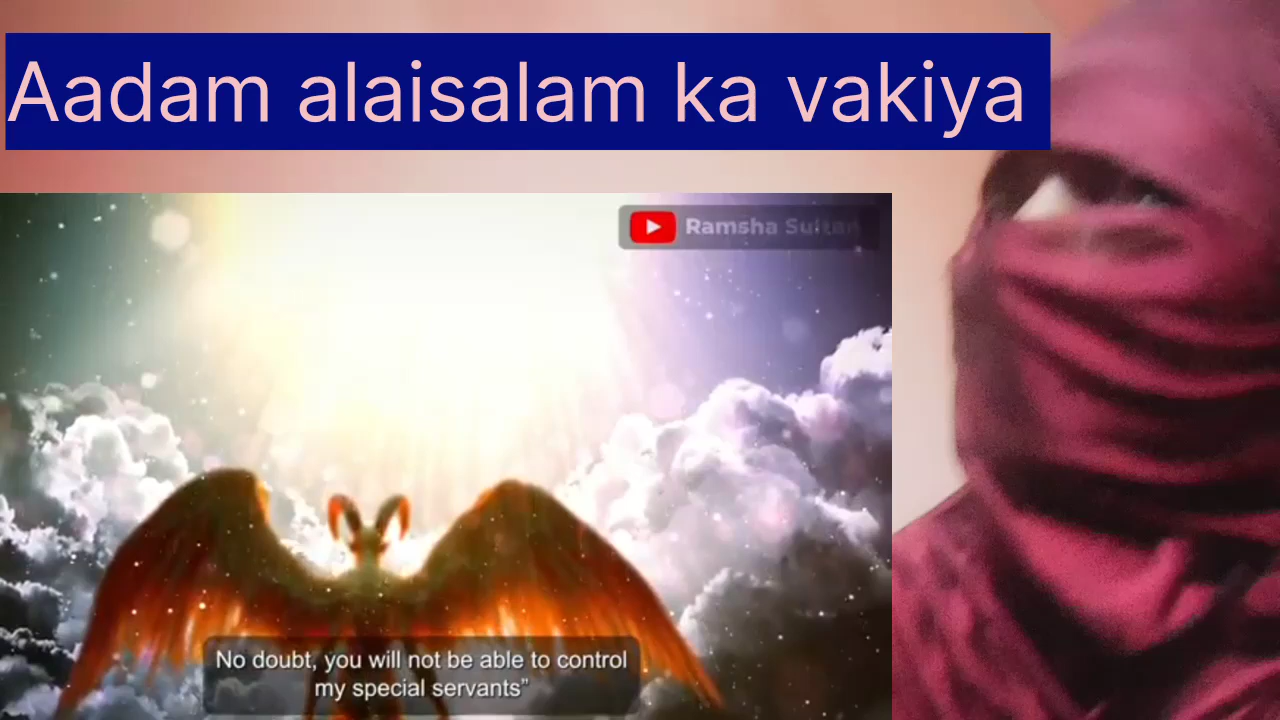 Aadam alaisalam ka vakiya
Ramsha Sultan
No doubt, you will not be able to control
my special servants”